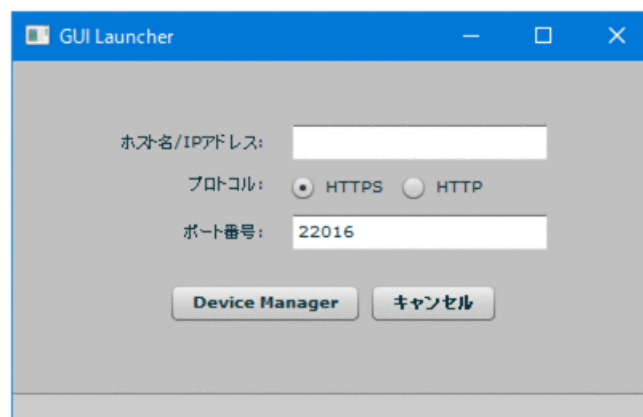 GUI Launcher
ホスト名/IPアドレス:
プロトコル: HTTPS HTTP
ポート番号: 22016
Device Manager キャンセル